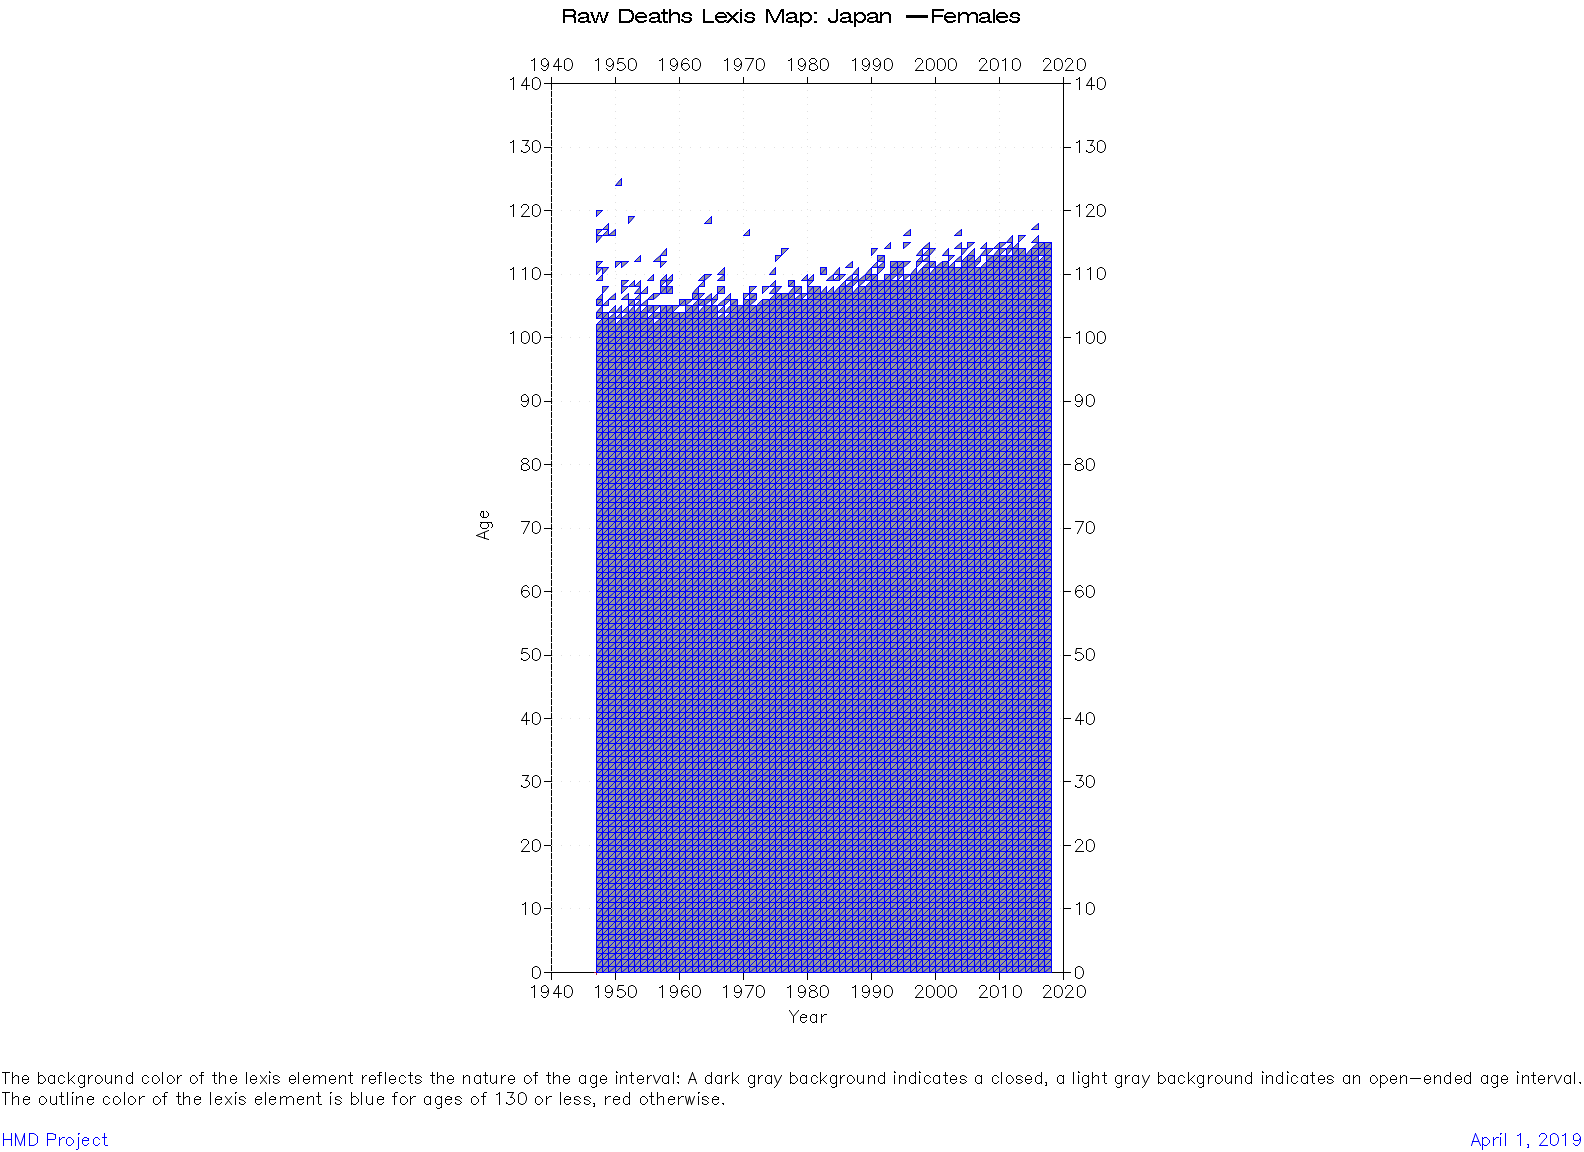 Raw Deaths Lexis Map: Japan —Females
1940 1950 1960 1970 1980 1990 2000 2010 2020
140 140
130 130
120 120
110 110
100 100
90 90
80 80
70 70
60 60
Age
50 50
40 40
30 30
20 20
10 10
0 0
1940 1950 1960 1970 1980 1990 2000 2010 2020
Year
The background color of the lexis element reflects the nature of the age interval: A dark gray background indicates a closed, a light gray background indicates an open—ended age interval.
The outline color of the lexis element is blue for ages of 130 or less, red otherwise.
HMD Project April 1, 2019